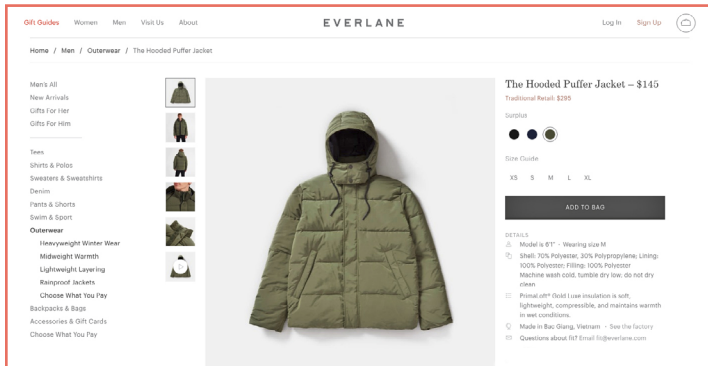 Gift Guides Women Men Visit Us About EVERLANE Log In Sign Up
Home / Men / Outerwear / The Hooded Puffer Jacket
Men's All
New Arrivals
Gifts For Her
Gifts For Him
Tees
Shirts & Polos
Sweaters & Sweatshirts
Denim
Pants & Shorts
Swim & Sport
Outerwear
Heavyweight Winter Wear
Midweight Warmth
Lightweight Layering
Rainproof Jackets
Choose What You Pay
Backpacks & Bags
Accessories & Gift Cards
Choose What You Pay
The Hooded Puffer Jacket – $145
Traditional Retail: $295
Surplus
Size Guide
XS S M L XL
ADD TO BAG
DETAILS
Model is 6'1" - Wearing size M
Shell: 70% Polyester, 30% Polypropylene; Lining:
100% Polyester; Filling: 100% Polyester
Machine wash cold, tumble dry low, do not dry
clean
PrimaLoft® Gold Luxe insulation is soft,
lightweight, compressible, and maintains warmth
in wet conditions.
Made in Bac Giang, Vietnam - See the factory
Questions about fit? Email fit@everlane.com